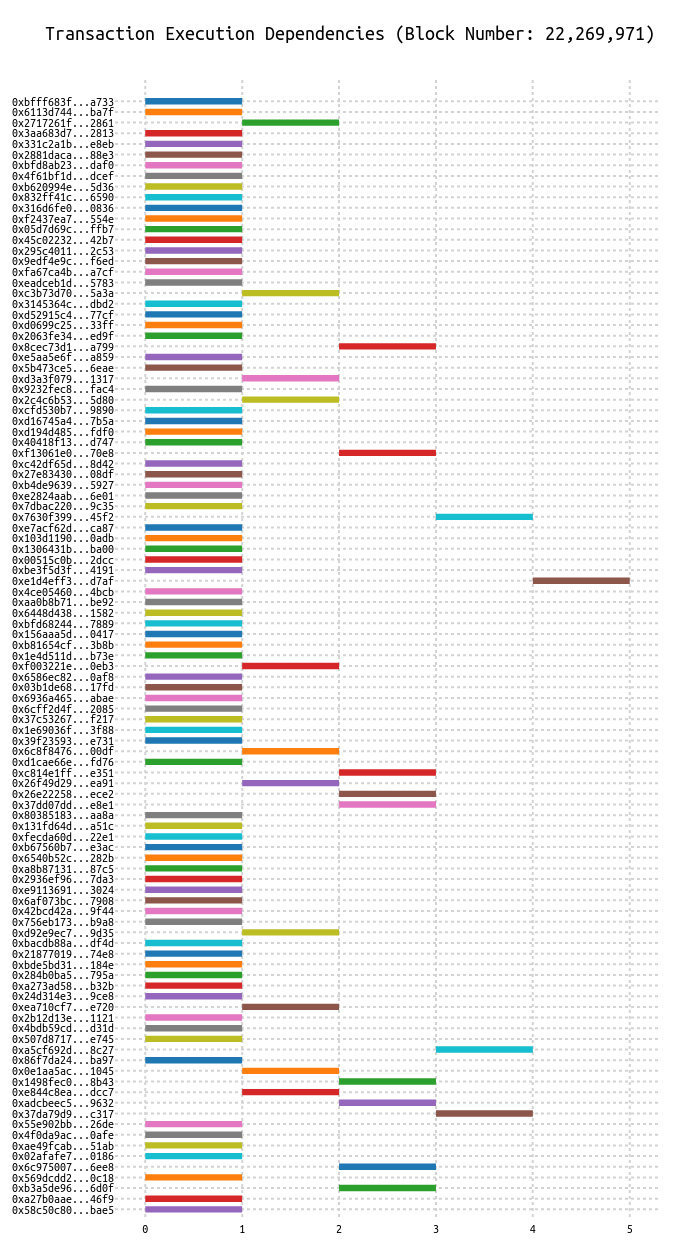 Transaction Execution Dependencies (Block Number: 22,269,971)
0xbfff683f...a733
0x6113d744...ba7f
0x2717261f...2861
0x3aa683d7...2813
0x331c2a1b...e8eb
0x2881daca...88e3
0xbfd8ab23...daf0
0x4f61bf1d...dcef
0xb620994e...5d36
0x832ff41c...6590
0x316d6fe0...0836
0xf2437ea7...554e
0x05d7d69c...ffb7
0x45c02232...42b7
0x295c4011...2c53
0x9edf4e9c...f6ed
0xfa67ca4b...a7cf
0xeadceb1d...5783
0xc3b73d70...5a3a
0x3145364c...dbd2
0xd52915c4...77cf
0xd0699c25...33ff
0x2063fe34...ed9f
0x8cec73d1...a799
0xe5aa5e6f...a859
0x5b473ce5...6eae
0xd3a3f079...1317
0x9232fec8...fac4
0x2c4c6b53...5d80
0xcfd530b7...9890
0xd16745a4...7b5a
0xd194d485...fdf0
0x40418f13...d747
0xf13061e0...70e8
0xc42df65d...8d42
0x27e83430...08df
0xb4de9639...5927
0xe2824aab...6e01
0x7dbac220...9c35
0x7630f399...45f2
0xe7acf62d...ca87
0x103d1190...0adb
0x1306431b...ba00
0x00515c0b...2dcc
0xbe3f5d3f...4191
0xe1d4eff3...d7af
0x4ce05460...4bcb
0xaa0b8b71...be92
0x6448d438...1582
0xbfd68244...7889
0x156aaa5d...0417
0xb81654cf...3b8b
0x1e4d511d...b73e
0xf003221e...0eb3
0x6586ec82...0af8
0x03b1de68...17fd
0x6936a465...abae
0x6cff2d4f...2085
0x37c53267...f217
0x1e69036f...3f88
0x39f23593...e731
0x6c8f8476...00df
0xd1cae66e...fd76
0xc814e1ff...e351
0x26f49d29...ea91
0x26e22258...ece2
0x37dd07dd...e8e1
0x80385183...aa8a
0x131fd64d...a51c
0xfecda60d...22e1
0xb67560b7...e3ac
0x6540b52c...282b
0xa8b87131...87c5
0x2936ef96...7da3
0xe9113691...3024
0x6af073bc...7908
0x42bcd42a...9f44
0x756eb173...b9a8
0xd92e9ec7...9d35
0xbacdb88a...df4d
0x21877019...74e8
0xbde5bd31...184e
0x284b0ba5...795a
0xa273ad58...b32b
0x24d314e3...9ce8
0xea710cf7...e720
0x2b12d13e...1121
0x4bdb59cd...d31d
0x507d8717...e745
0xa5cf692d...8c27
0x86f7da24...ba97
0x0e1aa5ac...1045
0x1498fec0...8b43
0xe844c8ea...dcc7
0xadcbeec5...9632
0x37da79d9...c317
0x55e902bb...26de
0x4f0da9ac...0afe
0xae49fcab...51ab
0x02afafe7...0186
0x6c975007...6ee8
0x569dcdd2...0c18
0xb3a5de96...6d0f
0xa27b0aae...46f9
0x58c50c80...bae5
0 1 2 3 4 5